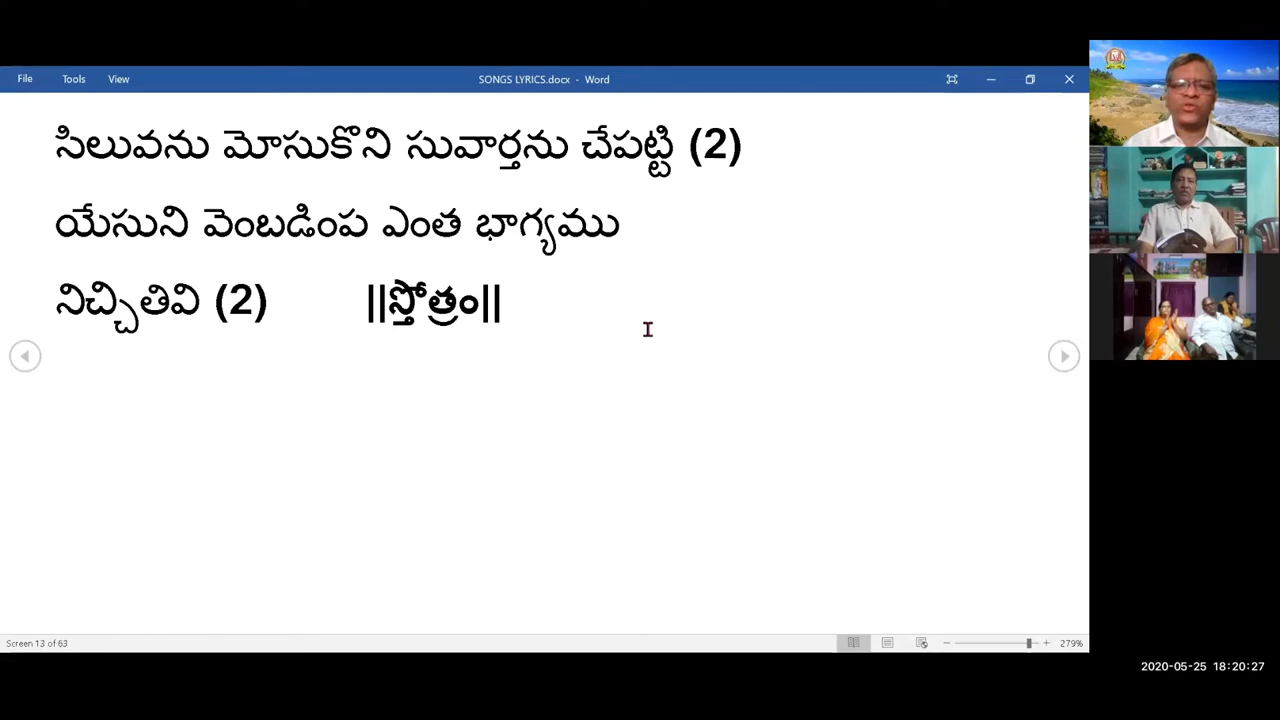 File Tools View SONGS LYRICS.docx - Word
సిలువను మోసుకొని సువార్తను చేపట్టి (2)
యేసుని వెంబడింప ఎంత భాగ్యము
నిచ్చితివి (2) ||స్తోత్రం||
Screen 13 of 63 279%
2020-05-25 18:20:27